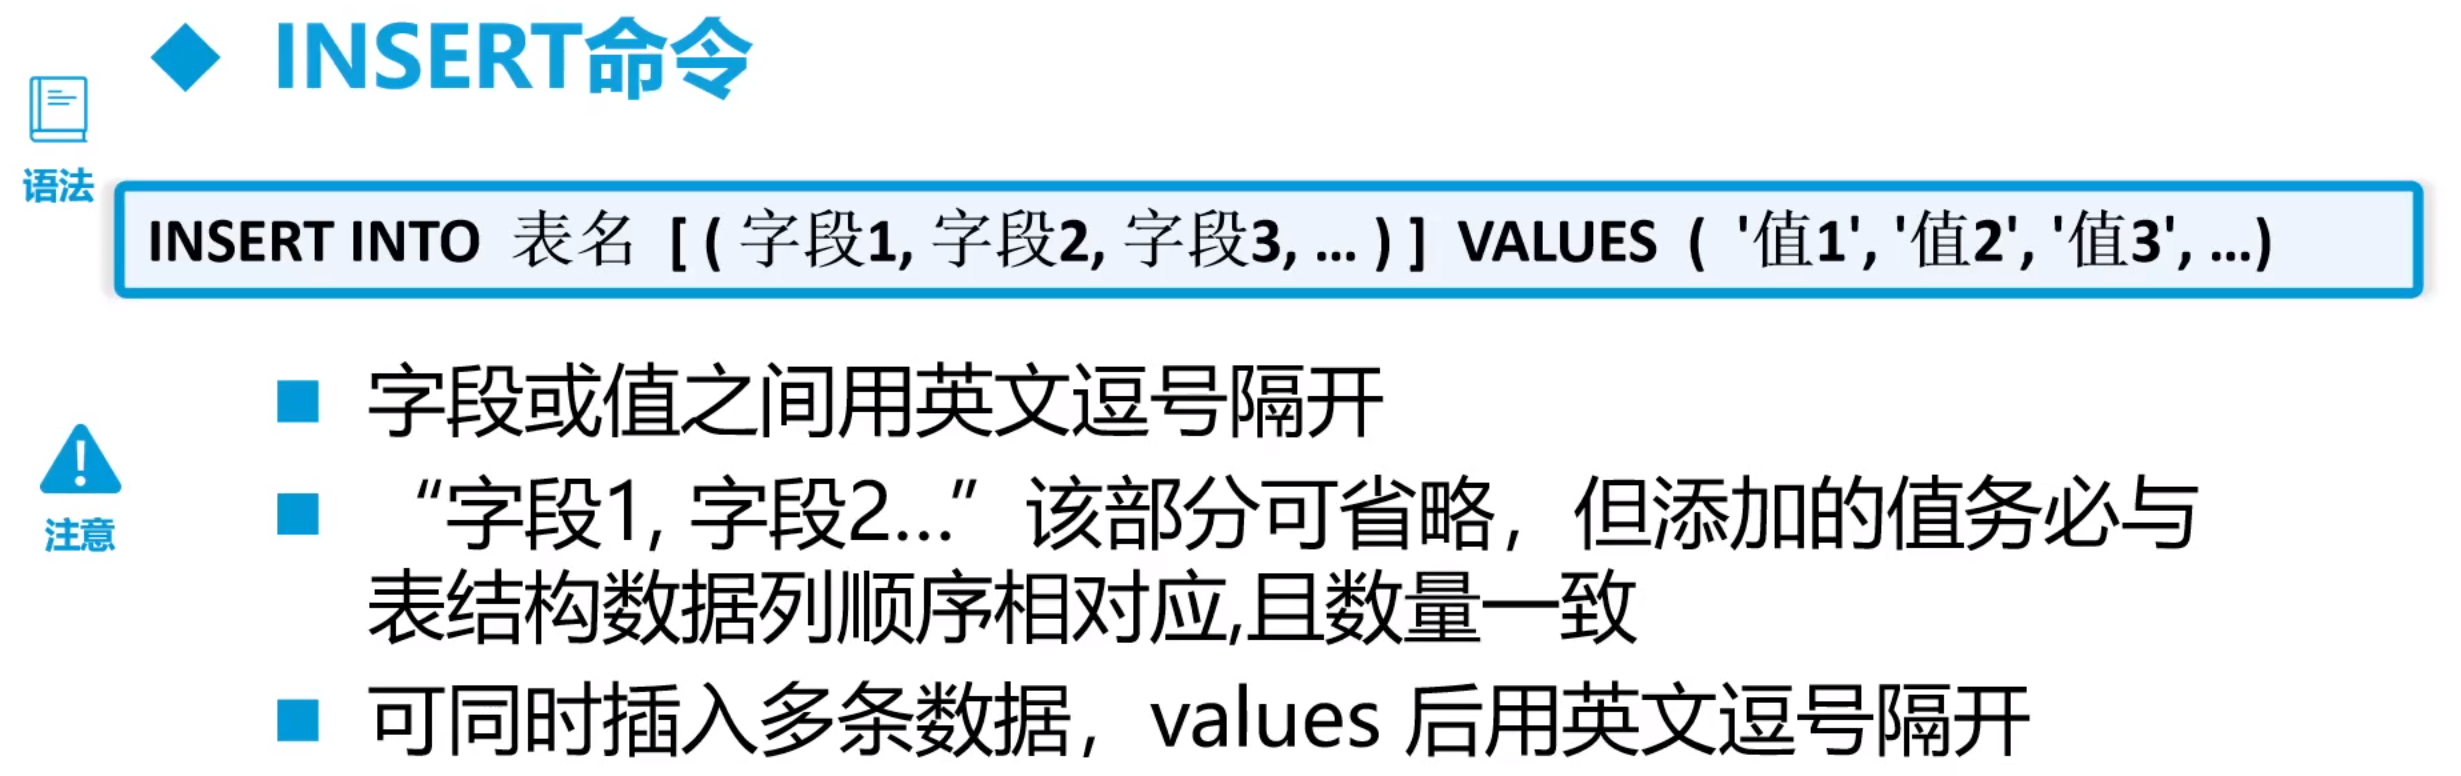 INSERT命令
语法
INSERT INTO 表名 [ ( 字段1, 字段2, 字段3, ... ) ] VALUES ( '值1', '值2', '值3', ...)
字段或值之间用英文逗号隔开
注意
“字段1, 字段2...”该部分可省略，但添加的值务必与
表结构数据列顺序相对应,且数量一致
可同时插入多条数据，values 后用英文逗号隔开